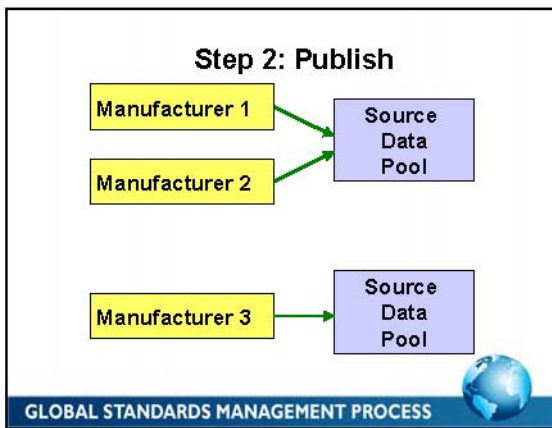 Step 2: Publish
Manufacturer 1
Source
Data
Pool
Manufacturer 2
Manufacturer 3
Source
Data
Pool
GLOBAL STANDARDS MANAGEMENT PROCESS